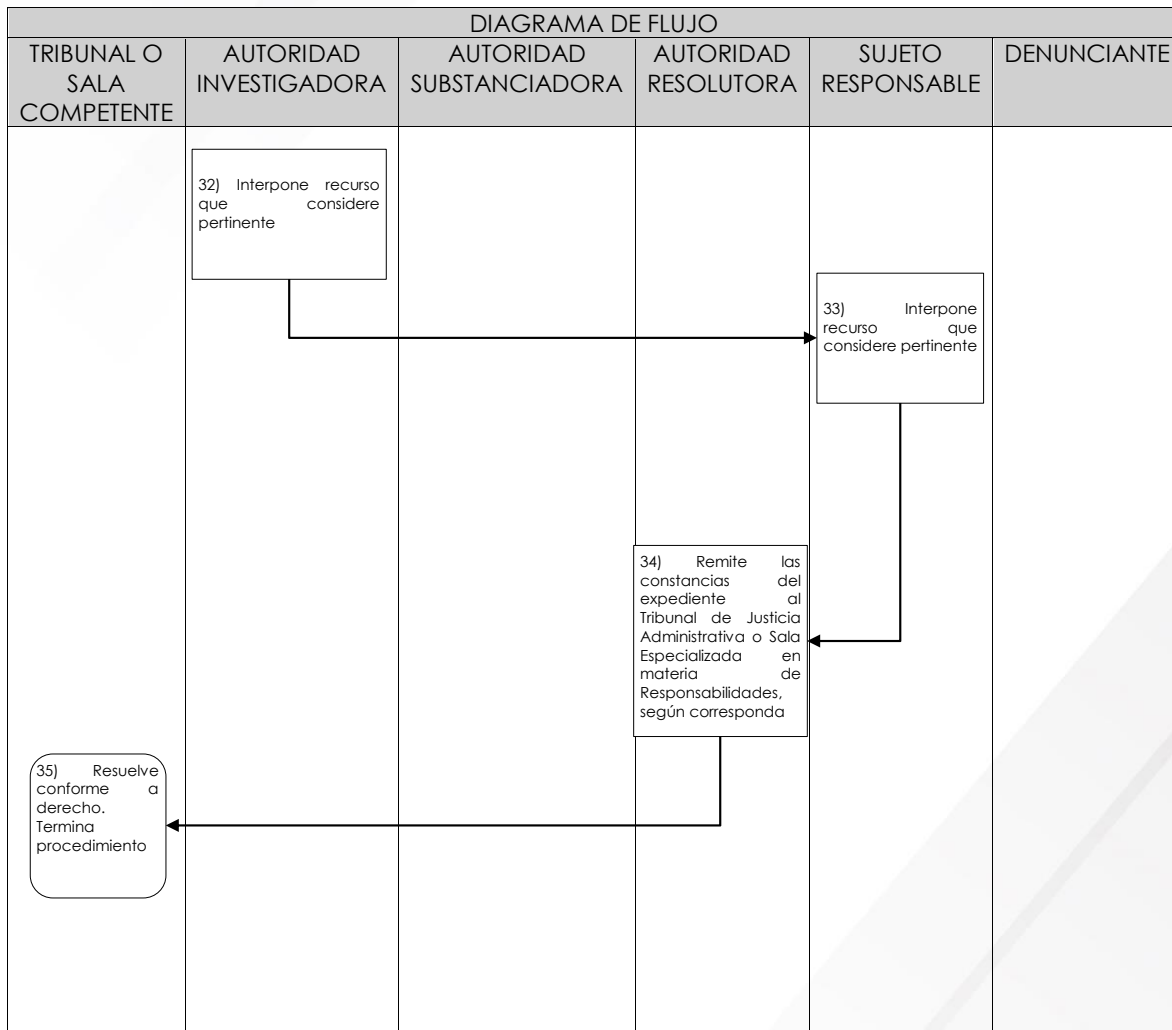 DIAGRAMA DE FLUJO
TRIBUNAL O
SALA
COMPETENTE
AUTORIDAD
INVESTIGADORA
AUTORIDAD
SUBSTANCIADORA
AUTORIDAD
RESOLUTORA
SUJETO
RESPONSABLE
DENUNCIANTE
32) Interpone recurso
que considere
pertinente
33) Interpone
recurso que
considere pertinente
34) Remite las
constancias del
expediente al
Tribunal de Justicia
Administrativa o Sala
Especializada en
materia de
Responsabilidades,
según corresponda
35) Resuelve
conforme a
derecho.
Termina
procedimiento